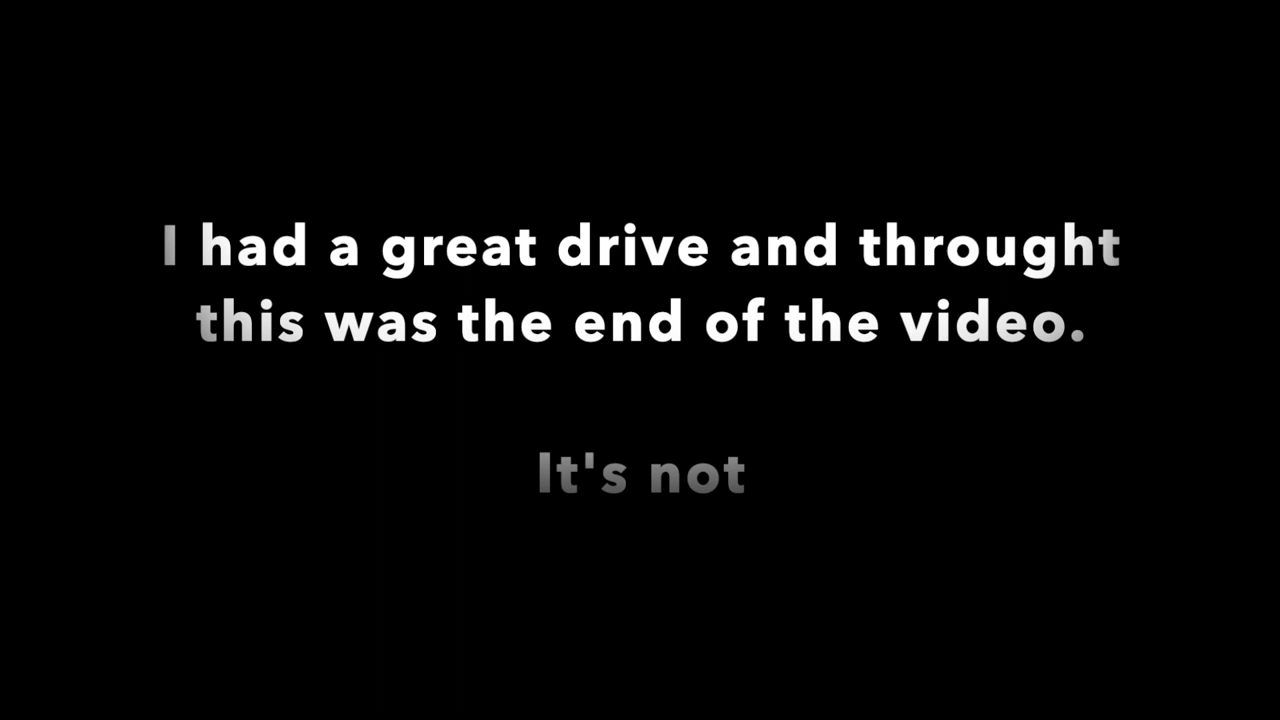 I had a great drive and throught
this was the end of the video.
It's not